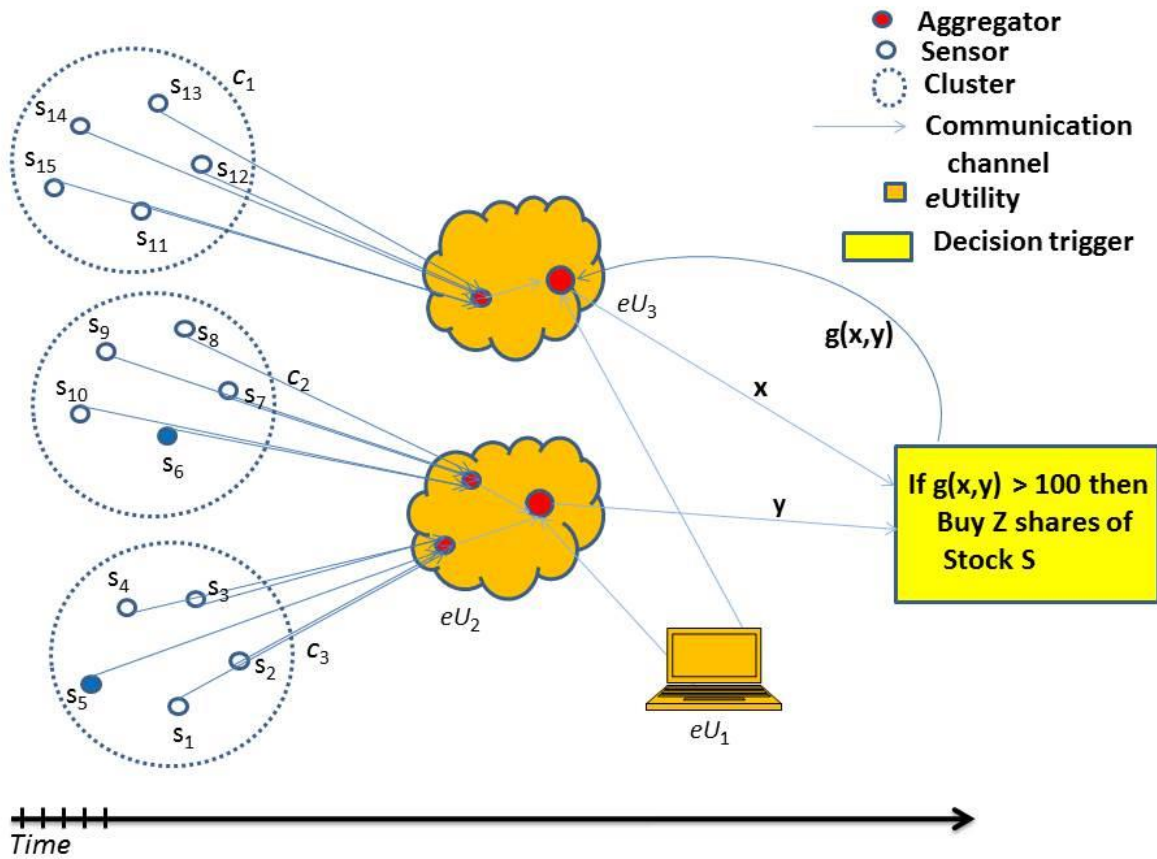 Aggregator
Sensor
Cluster
Communication
channel
eUtility
Decision trigger
c1
s13
s14
s12
s15
s11
eU3
g(x,y)
x
s9
s8
c2
s10
s7
s6
If g(x,y) > 100 then
Buy Z shares of
Stock S
y
s4
s3
eU2
c3
s2
s5
s1
eU1
Time